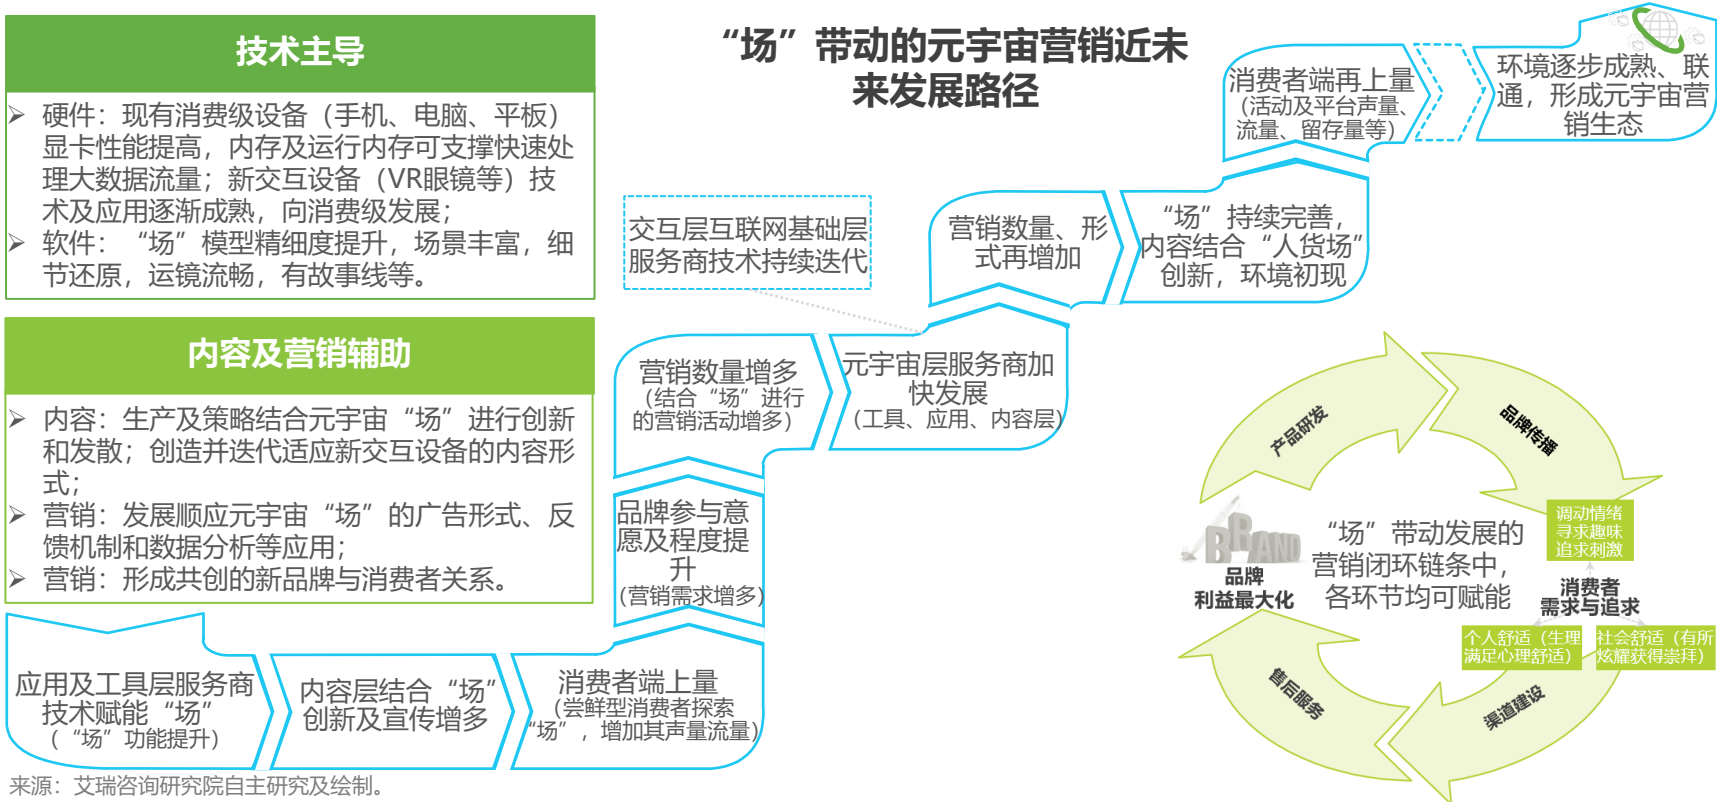 “场”带动的元宇宙营销近未
来发展路径
技术主导
➢ 硬件：现有消费级设备（手机、电脑、平板）
显卡性能提高，内存及运行内存可支撑快速处
理大数据流量；新交互设备（VR眼镜等）技
术及应用逐渐成熟，向消费级发展；
➢ 软件：“场”模型精细度提升，场景丰富，细
节还原，运镜流畅，有故事线等。
内容及营销辅助
➢ 内容：生产及策略结合元宇宙“场”进行创新
和发散；创造并迭代适应新交互设备的内容形
式；
➢ 营销：发展顺应元宇宙“场”的广告形式、反
馈机制和数据分析等应用；
➢ 营销：形成共创的新品牌与消费者关系。
应用及工具层服务商
技术赋能“场”
（“场”功能提升）
内容层结合“场”
创新及宣传增多
消费者端上量
（尝鲜型消费者探索
“场”，增加其声量流量）
品牌参与意
愿及程度提
升
（营销需求增多）
营销数量增多
（结合“场”进行
的营销活动增多）
元宇宙层服务商加
快发展
（工具、应用、内容层）
交互层互联网基础层
服务商技术持续迭代
营销数量、形
式再增加
“场”持续完善，
内容结合“人货场”
创新，环境初现
消费者端再上量
（活动及平台声量、
流量、留存量等）
环境逐步成熟、联
通，形成元宇宙营
销生态
产品研发
品牌传播
调动情绪
寻求趣味
追求刺激
BRAND
品牌
利益最大化
“场”带动发展的
营销闭环链条中，
各环节均可赋能
消费者
需求与追求
个人舒适（生理
满足心理舒适）
社会舒适（有所
炫耀获得崇拜）
售后服务
渠道建设
来源：艾瑞咨询研究院自主研究及绘制。